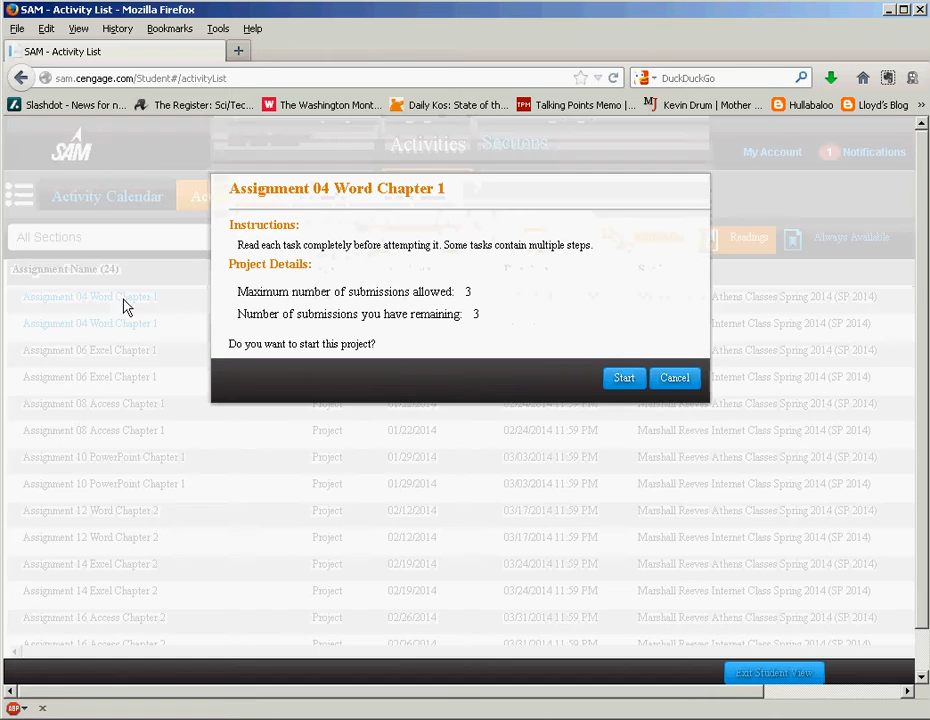 SAM - Activity List - Mozilla Firefox
File Edit View History Bookmarks Tools Help
SAM - Activity List +
sam.cengage.com/Student#/activityList DuckDuckGo
Slashdot - News for n... The Register: Sci/Tec... The Washington Mont... Daily Kos: State of th... Talking Points Memo |... Kevin Drum | Mother ... Hullabaloo Lloyd's Blog »
SAM Activities Sections My Account 1 Notifications
Activity Calendar Ac
All Sections Readings Always Available
Assignment Name (24)
Assignment 04 Word Chapter 1
Instructions:
Read each task completely before attempting it. Some tasks contain multiple steps.
Project Details:
Maximum number of submissions allowed: 3
Number of submissions you have remaining: 3
Do you want to start this project?
Start Cancel
Assignment 04 Word Chapter 1 Athens Class Spring 2014 (SP 2014)
Assignment 04 Word Chapter 1 Internet Class Spring 2014 (SP 2014)
Assignment 06 Excel Chapter 1 Athens Classes Spring 2014 (SP 2014)
Assignment 06 Excel Chapter 1 Internet Class Spring 2014 (SP 2014)
Assignment 08 Access Chapter 1 Athens Classes Spring 2014 (SP 2014)
Assignment 08 Access Chapter 1 Project 01/22/2014 02/24/2014 11:59 PM Marshall Reeves Internet Class Spring 2014 (SP 2014)
Assignment 10 PowerPoint Chapter 1 Project 01/29/2014 03/03/2014 11:59 PM Marshall Reeves Athens Classes Spring 2014 (SP 2014)
Assignment 10 PowerPoint Chapter 1 Project 01/29/2014 03/03/2014 11:59 PM Marshall Reeves Internet Class Spring 2014 (SP 2014)
Assignment 12 Word Chapter 2 Project 02/12/2014 03/17/2014 11:59 PM Marshall Reeves Athens Classes Spring 2014 (SP 2014)
Assignment 12 Word Chapter 2 Project 02/12/2014 03/17/2014 11:59 PM Marshall Reeves Internet Class Spring 2014 (SP 2014)
Assignment 14 Excel Chapter 2 Project 02/19/2014 03/24/2014 11:59 PM Marshall Reeves Athens Classes Spring 2014 (SP 2014)
Assignment 14 Excel Chapter 2 Project 02/19/2014 03/24/2014 11:59 PM Marshall Reeves Internet Class Spring 2014 (SP 2014)
Assignment 16 Access Chapter 2 Project 02/26/2014 03/31/2014 11:59 PM Marshall Reeves Athens Classes Spring 2014 (SP 2014)
Assignment 16 Access Chapter 2 Project 02/26/2014 03/31/2014 11:59 PM Marshall Reeves Internet Class Spring 2014 (SP 2014)
Exit Student View
ABP